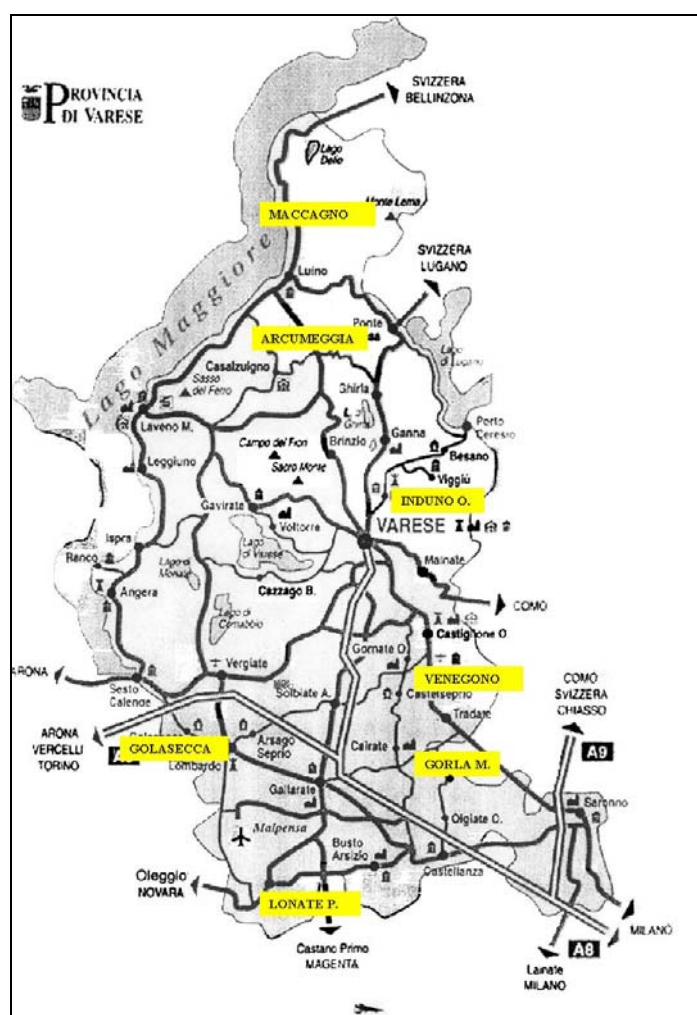 PROVINCIA
DI VARESE
SVIZZERA
BELLINZONA
Lago
Delio
Monte Lema
MACCAGNO
SVIZZERA
LUGANO
Lago Maggiore
Luino
Ponte
ARCUMEGGIA
Lago
di Lugano
Casalzuigno
Sasso
del Ferro
Ghirla
Laveno M.
Campo dei Fiori
Brinzio
Ganna
Porto
Ceresio
Besano
Leggiuno
Sacro Monte
Viggiù
Gavirate
Voltorre
INDUNO O.
VARESE
Ispra
Lago
di Varese
Ranco
Lago di
Monate
Malnate
Angera
Cazzago B.
COMO
Lago di
Comabbio
Castiglione O
Gornate O.
ARONA
Vergiate
VENEGONO
COMO
SVIZZERA
CHIASSO
Sesto
Calende
Solbiate A.
Castelseprio
Tradate
ARONA
VERCELLI
TORINO
GOLASECCA
Arsago
Seprio
Cairate
A9
Lombardo
GORLA M.
Gallarate
Saronno
Malpensa
Olgiate O.
Busto
Arsizio
Castellanza
Oleggio
NOVARA
LONATE P.
MILANO
Castano Primo
MAGENTA
A8
Lainate
MILANO